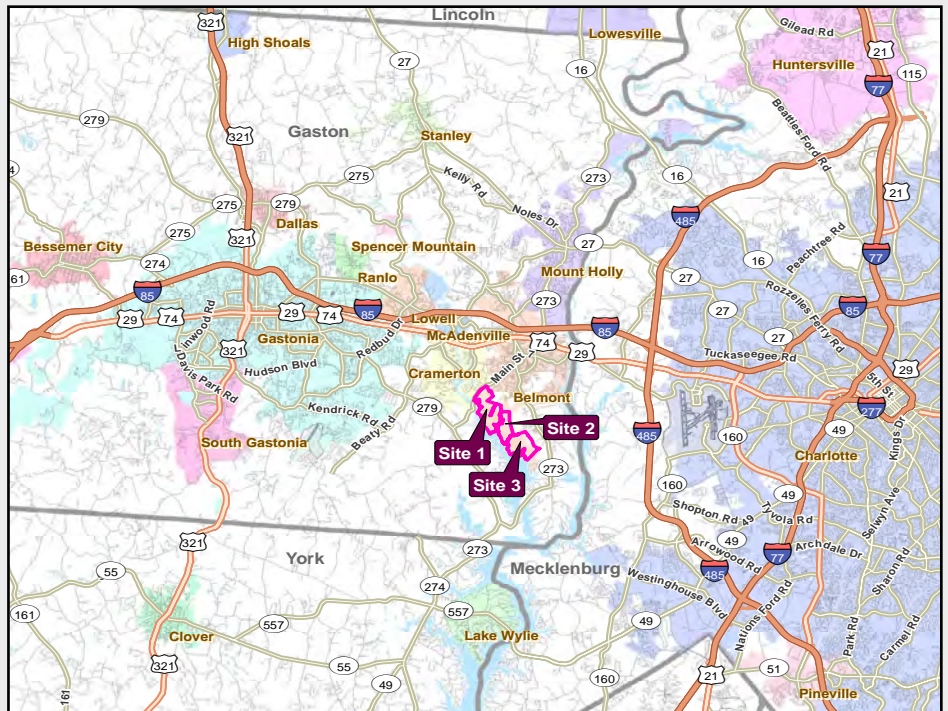 Lincoln
321
High Shoals
Lowesville
Gilead Rd
21
Huntersville
27
16
77
115
279
Beatties Ford Rd
Gaston
321
Stanley
275
Kelly Rd
273
16
21
275
279
Dallas
Noles Dr
485
Peachtree Rd
Bessemer City
275
321
Spencer Mountain
27
77
274
Ranlo
Mount Holly
27
16
61
85
273
Rozzelles Ferry Rd
85
29
74
29
74
85
Lowell
27
27
Linwood Rd
Gastonia
Redbud Dr
McAdenville
74
85
29
Tuckaseegee Rd
29
321
Hudson Blvd
Cramerton
Main St
5th St
Davis Park Rd
Belmont
277
Kings Dr
Kendrick Rd
279
Beaty Rd
Site 2
49
South Gastonia
Site 1
485
160
Charlotte
273
Site 3
160
49
Selwyn Ave
Shopton Rd
49
Tyvola Rd
321
49
Archdale Dr
York
273
Arrowood Rd
77
Mecklenburg
485
Sharon Rd
55
274
Westinghouse Blvd
161
557
Nations Ford Rd
Clover
557
Lake Wylie
49
Park Rd
Carmel Rd
321
55
160
21
51
49
161
Pineville